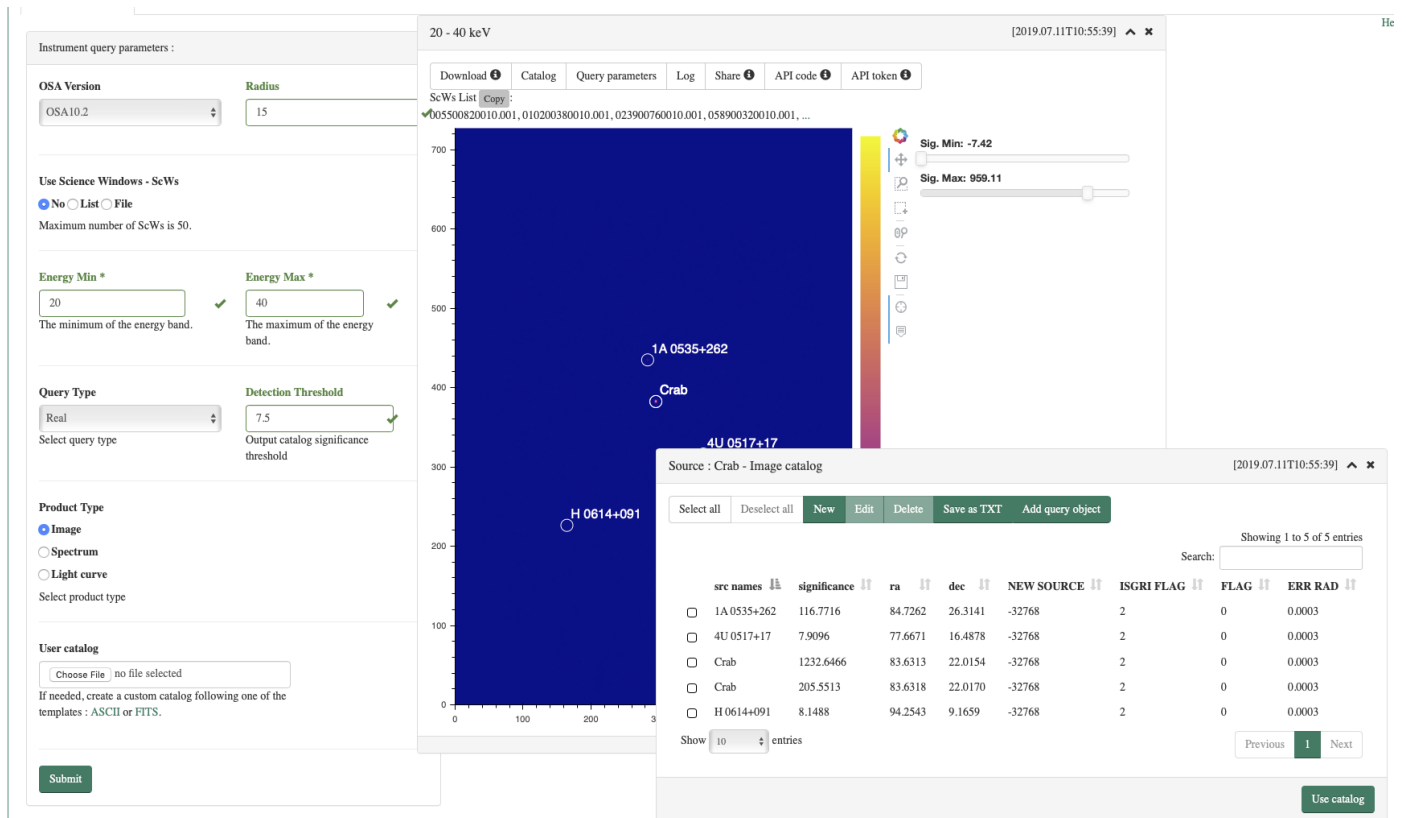 He
Instrument query parameters :
OSA Version
Radius
OSA10.2
15
Use Science Windows - ScWs
No List File
Maximum number of ScWs is 50.
Energy Min *
Energy Max *
20
40
The minimum of the energy band.
The maximum of the energy
band.
Query Type
Detection Threshold
Real
7.5
Select query type
Output catalog significance
threshold
Product Type
Image
Spectrum
Light curve
Select product type
User catalog
Choose File no file selected
If needed, create a custom catalog following one of the
templates : ASCII or FITS.
Submit
20 - 40 keV
[2019.07.11T10:55:39]
Download Catalog Query parameters Log Share API code API token
ScWs List Copy :
005500820010.001, 010200380010.001, 023900760010.001, 058900320010.001, ...
Sig. Min: -7.42
Sig. Max: 959.11
700
600
500
400
300
200
100
0
0 100 200 3
1A 0535+262
Crab
4U 0517+17
H 0614+091
Source : Crab - Image catalog
[2019.07.11T10:55:39]
Select all Deselect all New Edit Delete Save as TXT Add query object
Showing 1 to 5 of 5 entries
Search:
src names significance ra dec NEW SOURCE ISGRI FLAG FLAG ERR RAD
1A 0535+262 116.7716 84.7262 26.3141 -32768 2 0 0.0003
4U 0517+17 7.9096 77.6671 16.4878 -32768 2 0 0.0003
Crab 1232.6466 83.6313 22.0154 -32768 2 0 0.0003
Crab 205.5513 83.6318 22.0170 -32768 2 0 0.0003
H 0614+091 8.1488 94.2543 9.1659 -32768 2 0 0.0003
Show 10 entries
Previous 1 Next
Use catalog